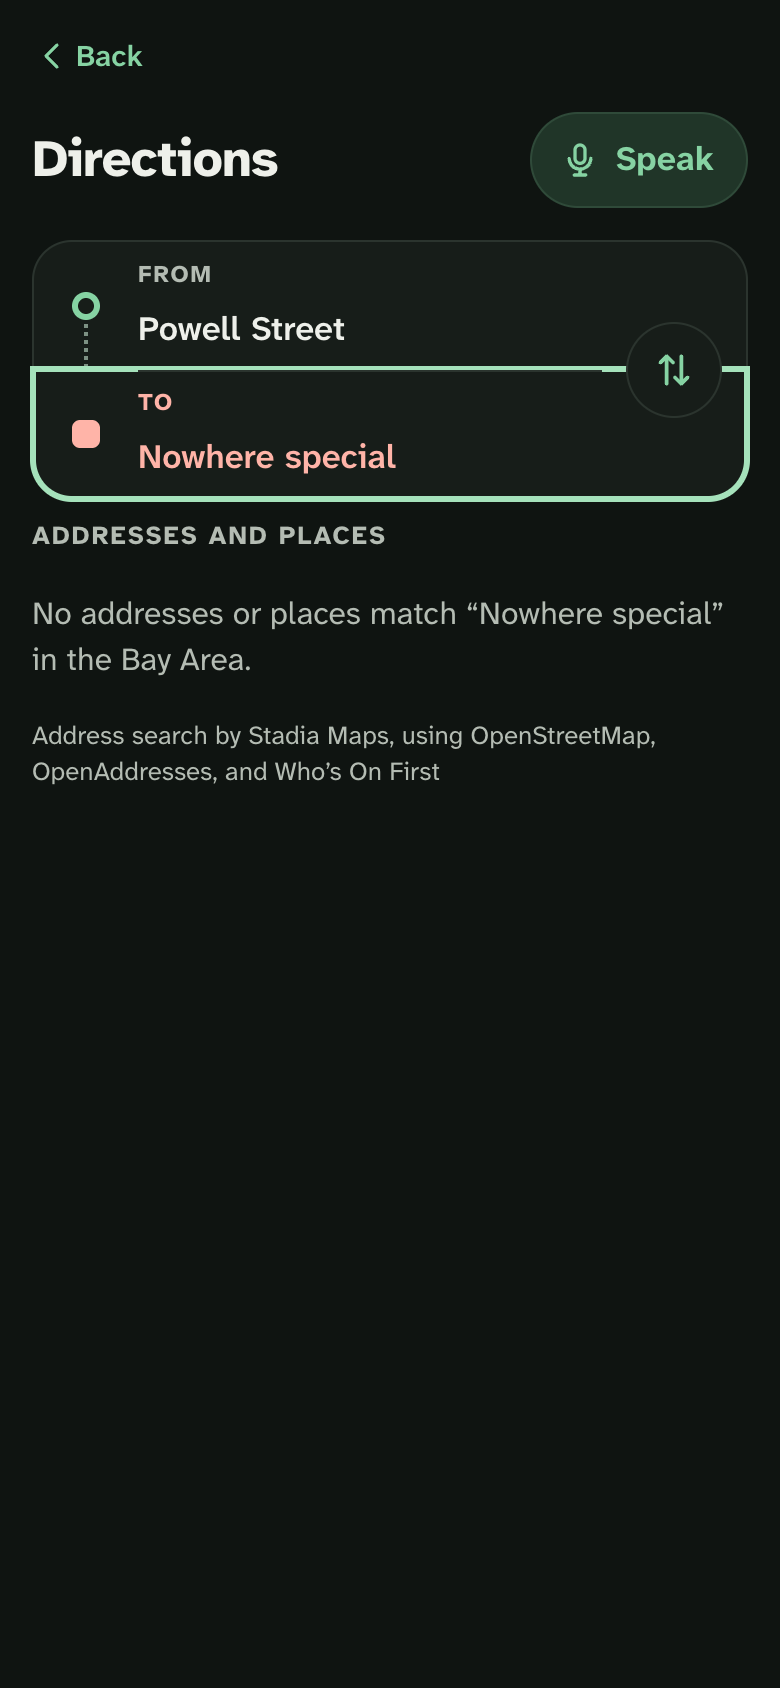 Back
Directions
Speak
FROM
Powell Street
TO
Nowhere special
ADDRESSES AND PLACES
No addresses or places match “Nowhere special”
in the Bay Area.
Address search by Stadia Maps, using OpenStreetMap,
OpenAddresses, and Who’s On First